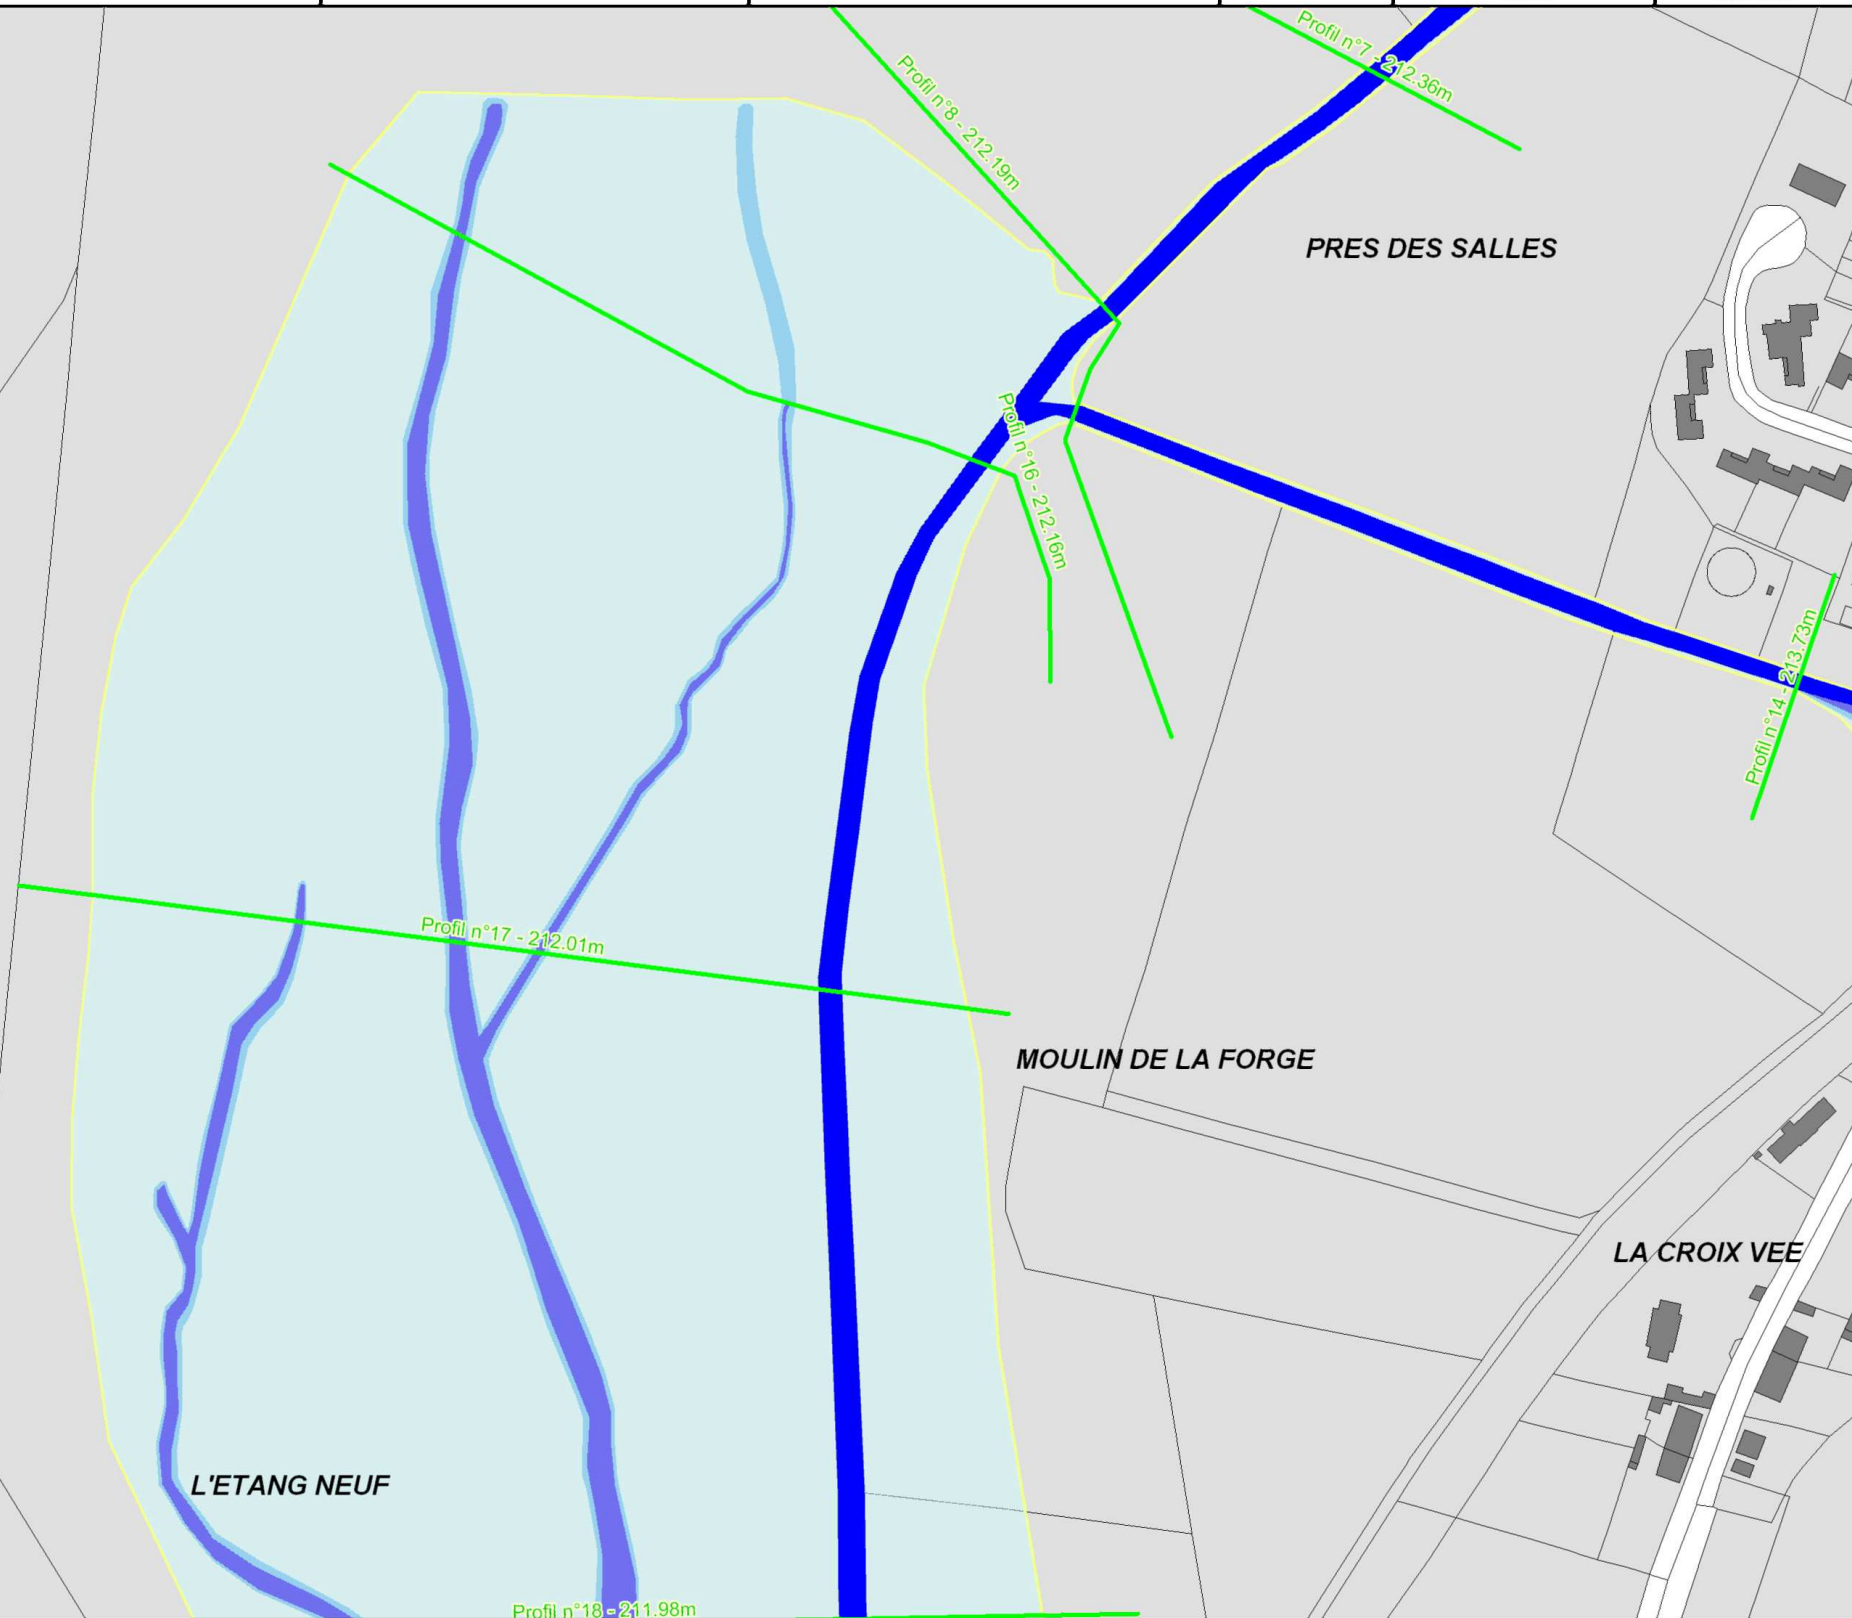 Profil n°7 - 212.36m
Profil n°8 - 212.19m
PRES DES SALLES
Profil n°16 - 212.16m
Profil n°14 - 213.73m
Profil n°17 - 212.01m
MOULIN DE LA FORGE
LA CROIX VEE
L'ETANG NEUF
Profil n°18 - 211.98m